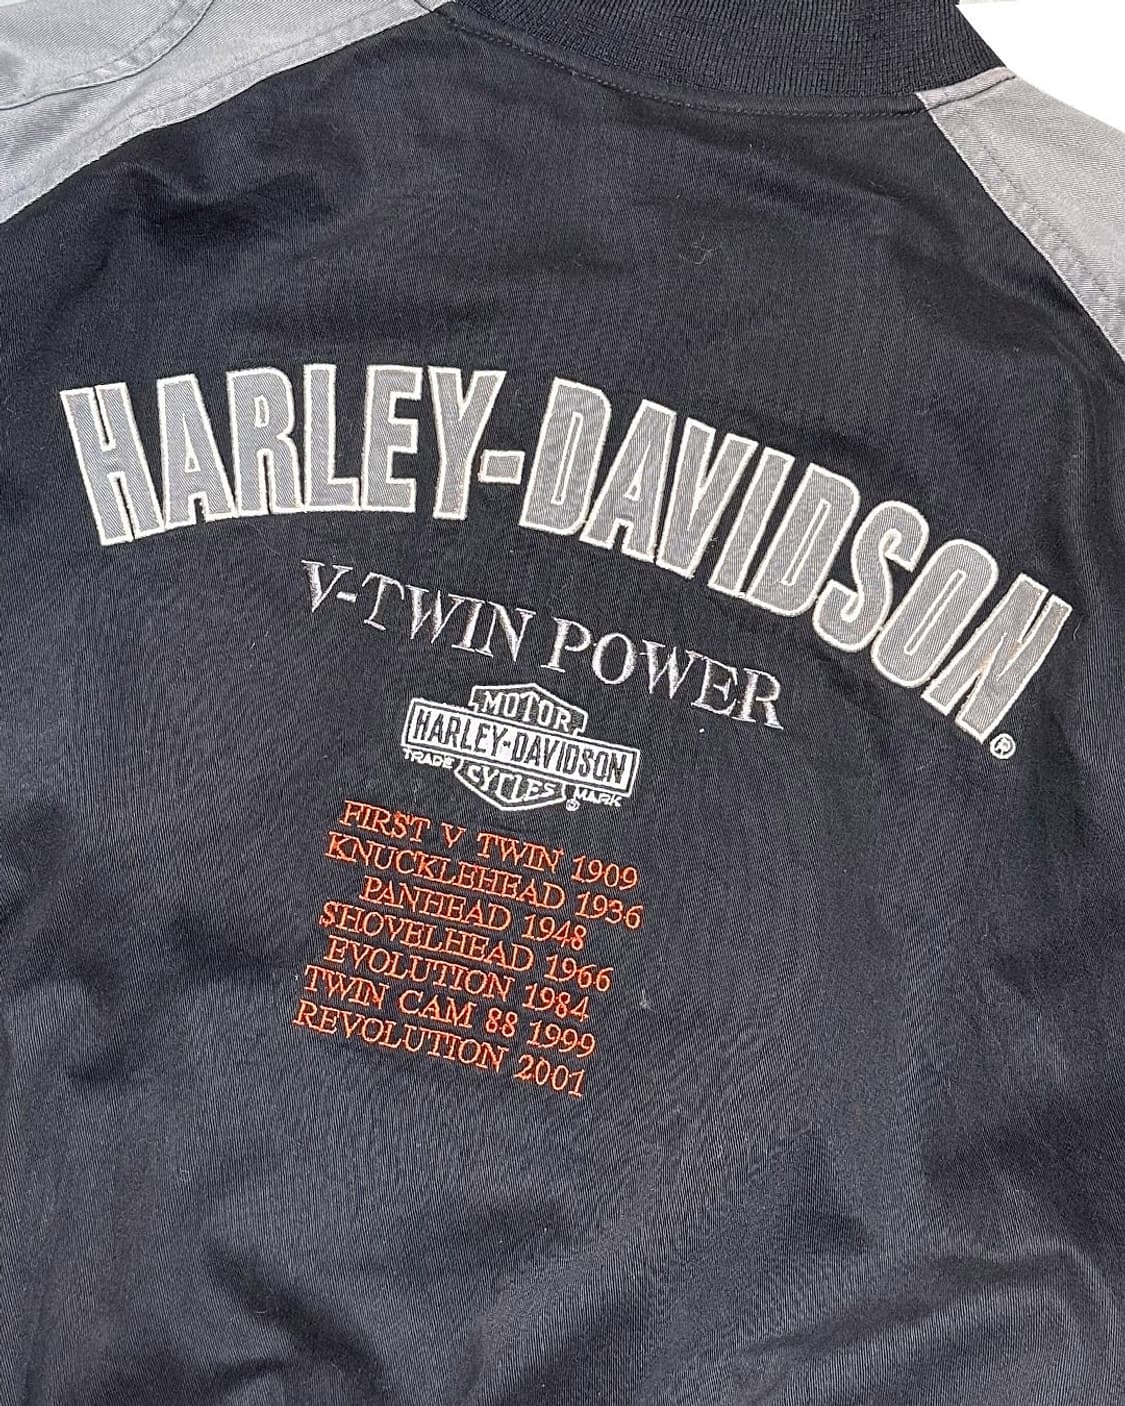 HARLEY-DAVIDSON®
V-TWIN POWER
MOTOR
HARLEY-DAVIDSON
TRADE CYCLES ® MARK
FIRST V TWIN 1909
KNUCKLEHEAD 1936
PANHEAD 1948
SHOVELHEAD 1966
EVOLUTION 1984
TWIN CAM 88 1999
REVOLUTION 2001